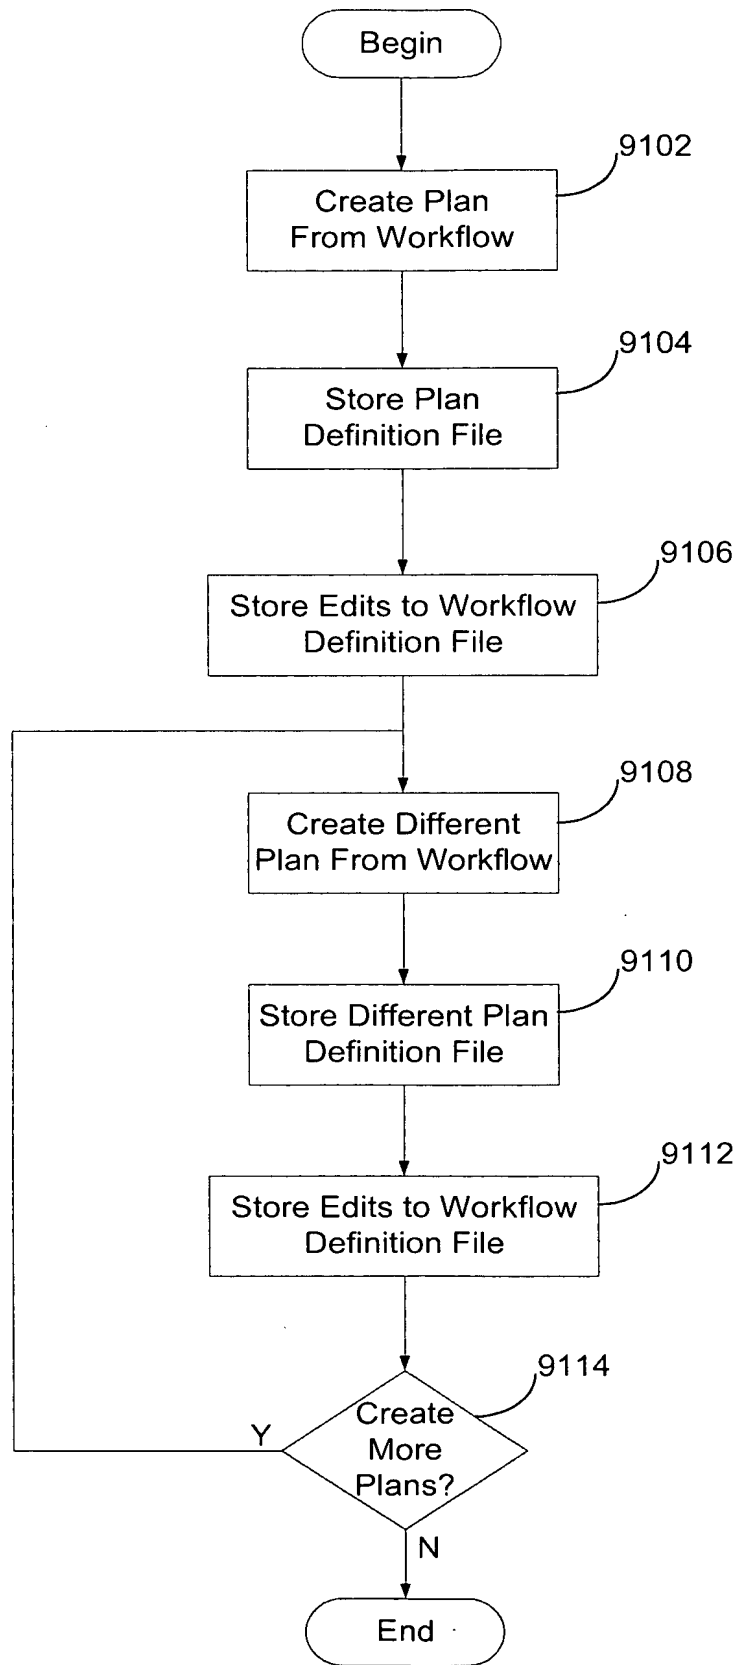 Begin
9102
Create Plan
From Workflow
9104
Store Plan
Definition File
9106
Store Edits to Workflow
Definition File
9108
Create Different
Plan From Workflow
9110
Store Different Plan
Definition File
9112
Store Edits to Workflow
Definition File
9114
Create
More
Plans?
Y
N
End